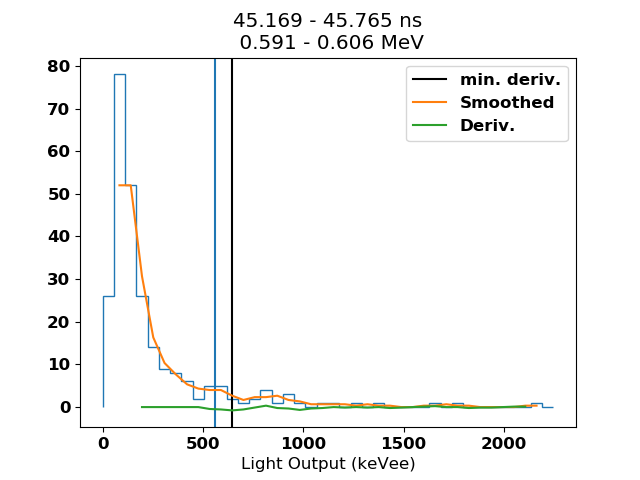 45.169 - 45.765 ns
0.591 - 0.606 MeV
80
70
60
50
40
30
20
10
0
min. deriv.
Smoothed
Deriv.
0 500 1000 1500 2000
Light Output (keVee)